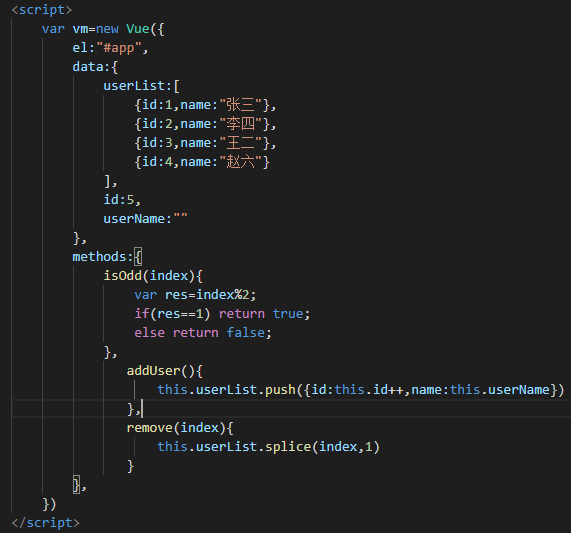 <script>
var vm=new Vue({
el:"#app",
data:{
userList:[
{id:1,name:"张三"},
{id:2,name:"李四"},
{id:3,name:"王二"},
{id:4,name:"赵六"}
],
id:5,
userName:""
},
methods:{
isOdd(index){
var res=index%2;
if(res==1) return true;
else return false;
},
addUser(){
this.userList.push({id:this.id++,name:this.userName})
},
remove(index){
this.userList.splice(index,1)
}
},
})
</script>